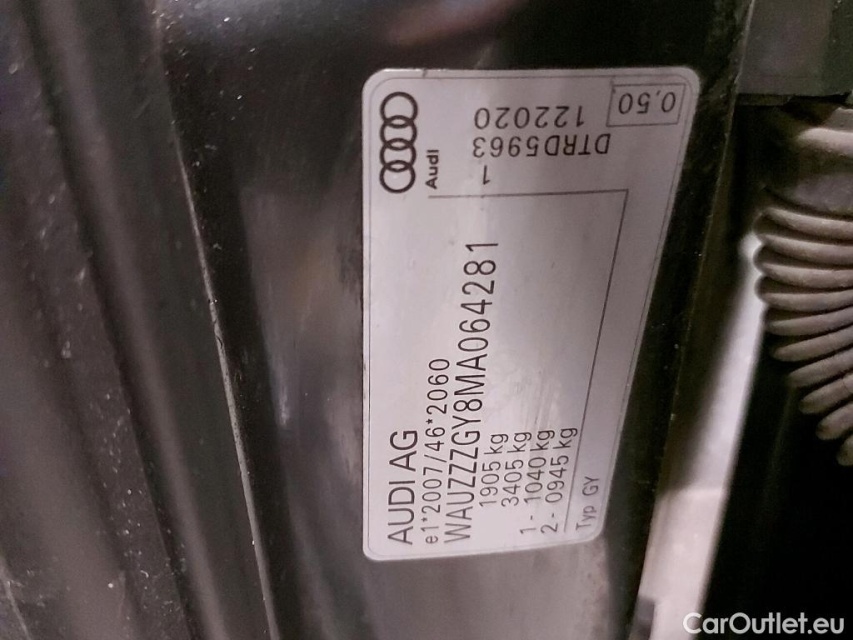 AUDI AG
e1*2007/46*2060
WAUZZZGY8MA064281
1905 kg
3405 kg
1- 1040 kg
2- 0945 kg
Typ GY
Audi
1
DTRD5963
122020
0,50
CarOutlet.eu